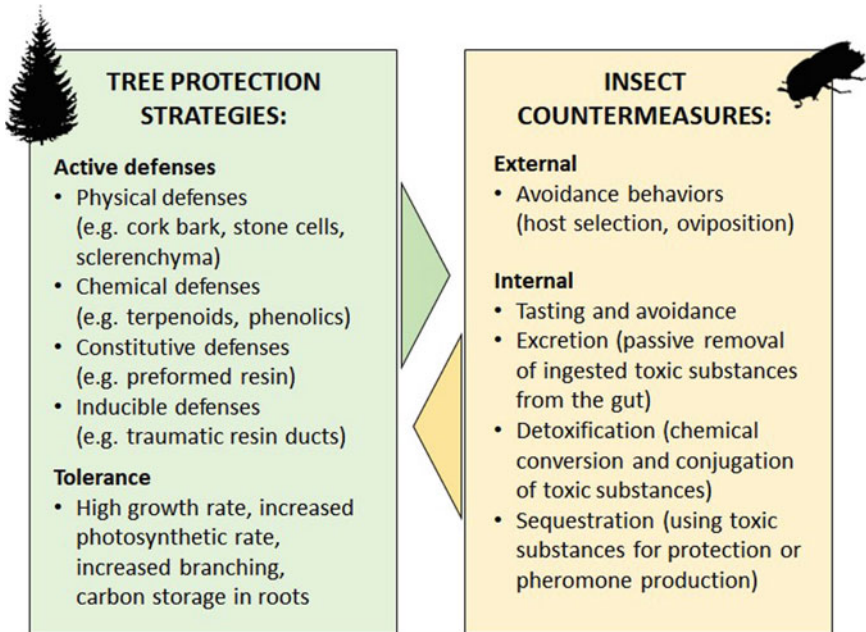 TREE PROTECTION
STRATEGIES:
Active defenses
• Physical defenses
(e.g. cork bark, stone cells,
sclerenchyma)
• Chemical defenses
(e.g. terpenoids, phenolics)
• Constitutive defenses
(e.g. preformed resin)
• Inducible defenses
(e.g. traumatic resin ducts)
Tolerance
• High growth rate, increased
photosynthetic rate,
increased branching,
carbon storage in roots
INSECT
COUNTERMEASURES:
External
• Avoidance behaviors
(host selection, oviposition)
Internal
• Tasting and avoidance
• Excretion (passive removal
of ingested toxic substances
from the gut)
• Detoxification (chemical
conversion and conjugation
of toxic substances)
• Sequestration (using toxic
substances for protection or
pheromone production)